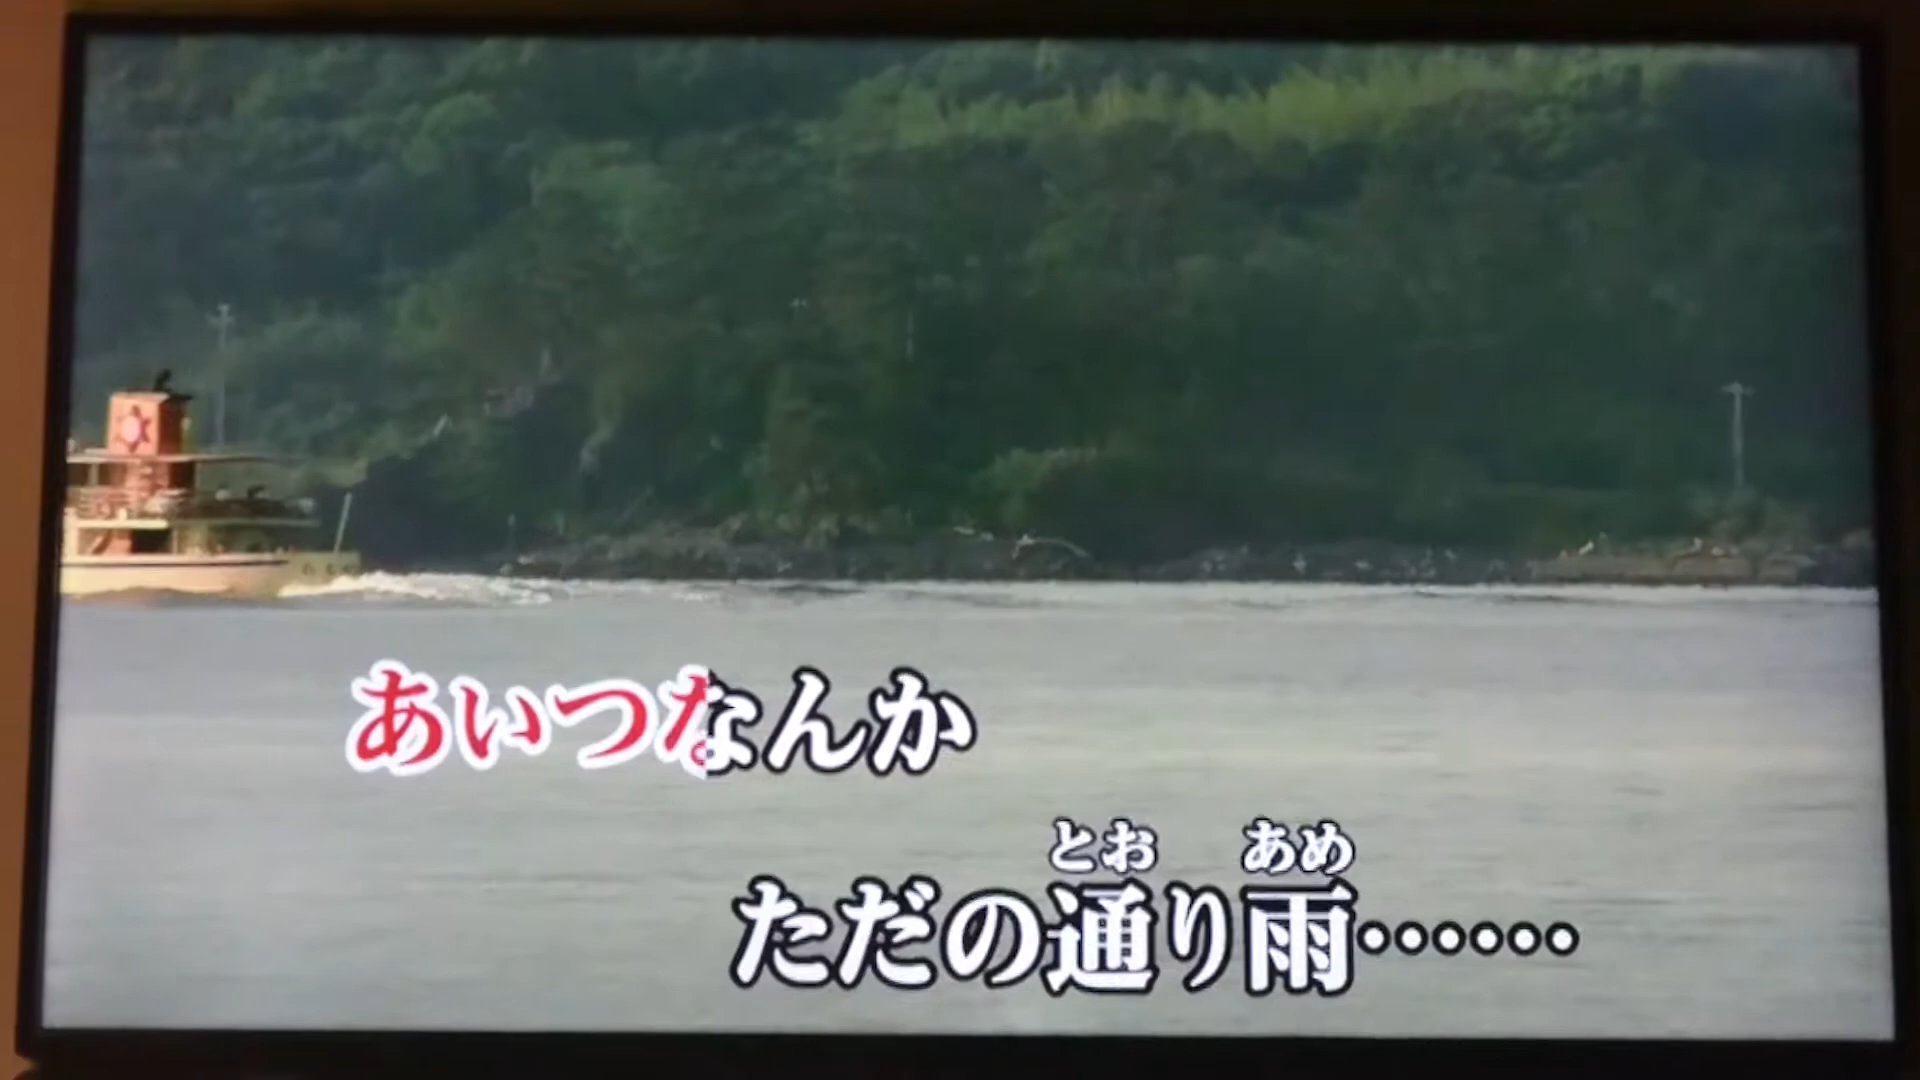 あいつなんか
とお あめ
ただの通り雨……